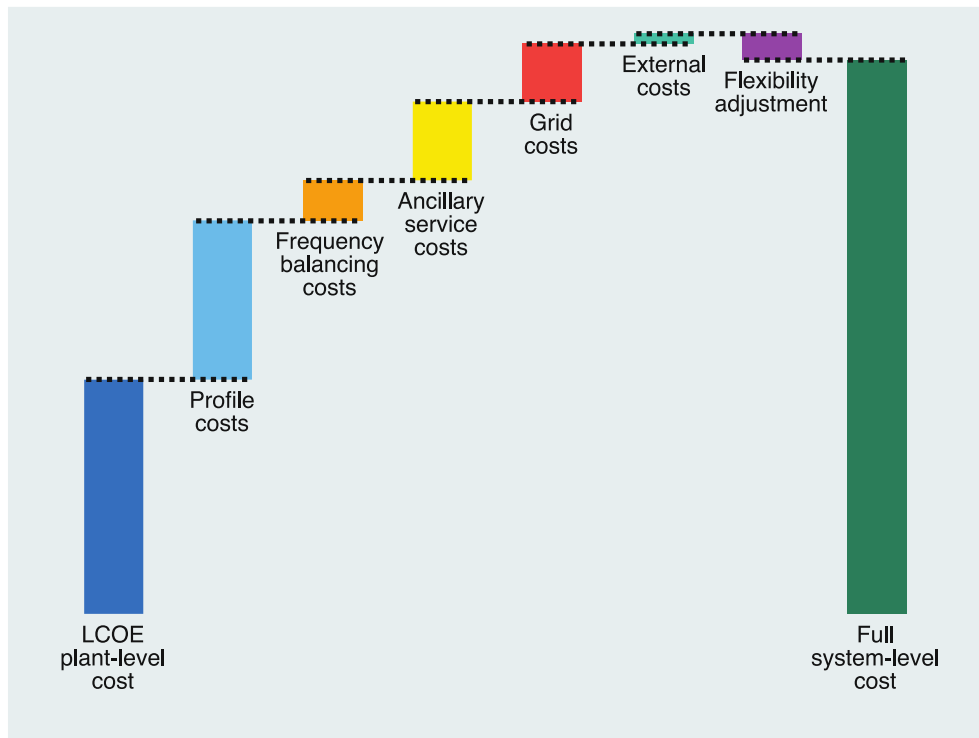 LCOE
plant-level
cost
Profile
costs
Frequency
balancing
costs
Ancillary
service
costs
Grid
costs
External
costs
Flexibility
adjustment
Full
system-level
cost